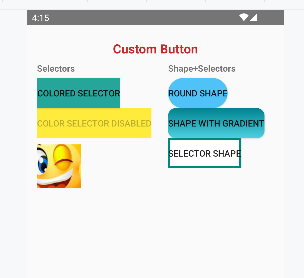 4:15
Custom Button
Selectors
Shape+Selectors
COLORED SELECTOR
ROUND SHAPE
COLOR SELECTOR DISABLED
SHAPE WITH GRADIENT
SELECTOR SHAPE